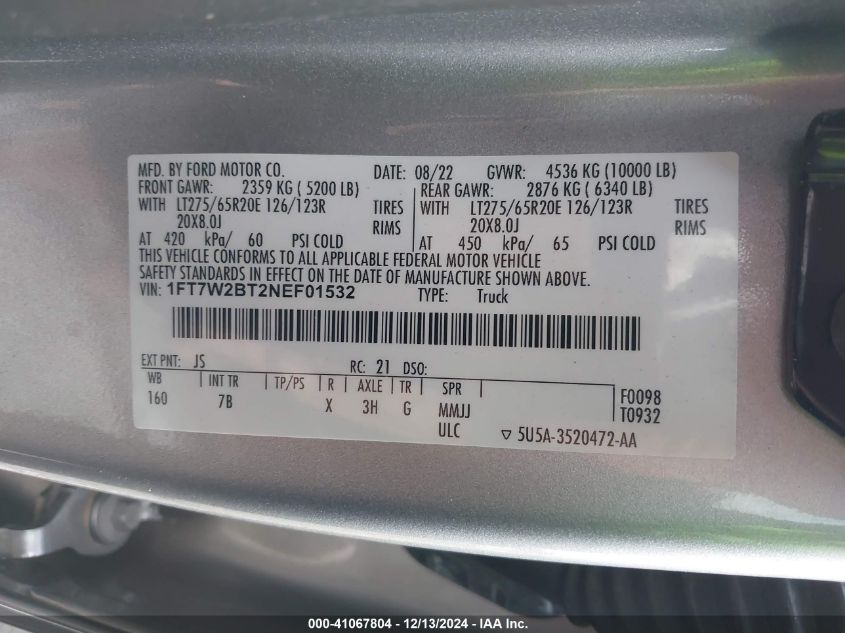 MFD. BY FORD MOTOR CO. DATE: 08/22 GVWR: 4536 KG (10000 LB)
FRONT GAWR: 2359 KG ( 5200 LB) REAR GAWR: 2876 KG ( 6340 LB)
WITH LT275/65R20E 126/123R TIRES WITH LT275/65R20E 126/123R TIRES
20X8.0J RIMS 20X8.0J RIMS
AT 420 kPa/ 60 PSI COLD AT 450 kPa/ 65 PSI COLD
THIS VEHICLE CONFORMS TO ALL APPLICABLE FEDERAL MOTOR VEHICLE
SAFETY STANDARDS IN EFFECT ON THE DATE OF MANUFACTURE SHOWN ABOVE.
VIN: 1FT7W2BT2NEF01532 TYPE: Truck
EXT PNT: JS RC: 21 DSO:
WB INT TR TP/PS R AXLE TR SPR F0098
160 7B X 3H G MMJJ T0932
ULC 5U5A-3520472-AA
000-41067804 - 12/13/2024 - IAA Inc.